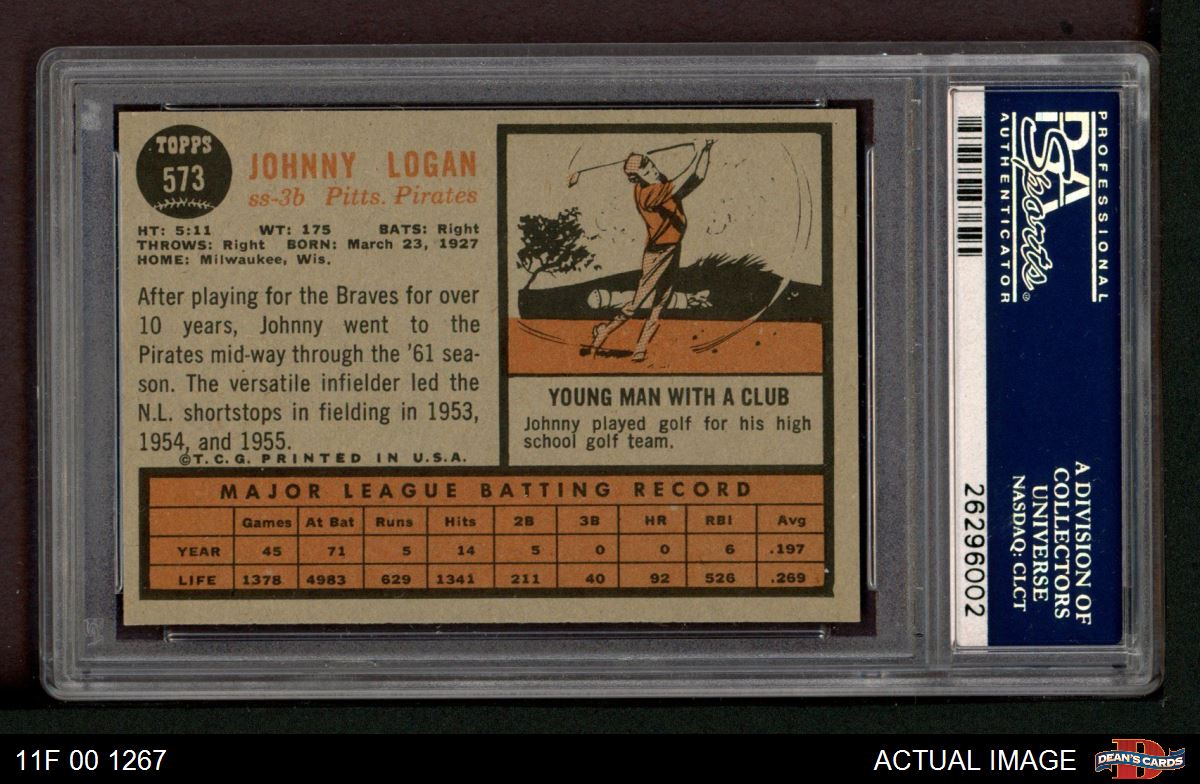 TOPPS
573
JOHNNY LOGAN
ss-3b Pitts. Pirates
HT: 5:11 WT: 175 BATS: Right
THROWS: Right BORN: March 23, 1927
HOME: Milwaukee, Wis.
After playing for the Braves for over
10 years, Johnny went to the
Pirates mid-way through the '61 sea-
son. The versatile infielder led the
N.L. shortstops in fielding in 1953,
1954, and 1955.
©T.C.G. PRINTED IN U.S.A.
YOUNG MAN WITH A CLUB
Johnny played golf for his high
school golf team.
MAJOR LEAGUE BATTING RECORD
Games At Bat Runs Hits 2B 3B HR RBI Avg
YEAR 45 71 5 14 5 0 0 6 .197
LIFE 1378 4983 629 1341 211 40 92 526 .269
PROFESSIONAL
PSA
Sports®
AUTHENTICATOR
A DIVISION OF
COLLECTORS
UNIVERSE
NASDAQ: CLCT
26296002
11F 00 1267
ACTUAL IMAGE
D
DEAN'S CARDS